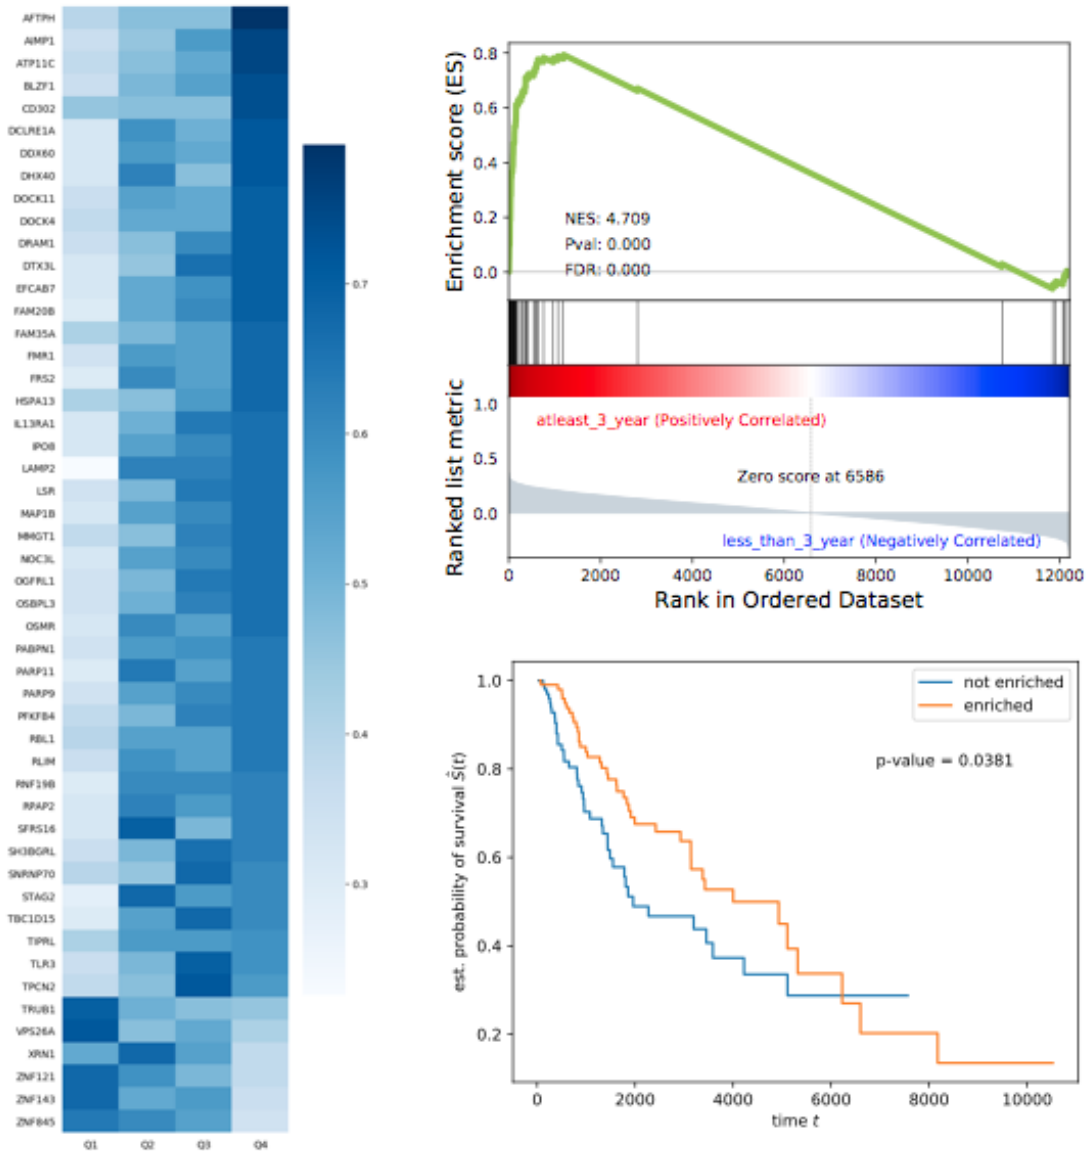 AFTPH
AIMP1
ATP11C
BLZF1
CD302
DCLRE1A
DDX60
DHX40
DOCK11
DOCK4
DRAM1
DTX3L
EFCAB7
FAM20B
FAM35A
FMR1
FRS2
HSPA13
IL13RA1
IPO8
LAMP2
LSR
MAP1B
MMGT1
NOC3L
OGFRL1
OSBPL3
OSMR
PABPN1
PARP11
PARP9
PFKFB4
RBL1
RLIM
RNF19B
RPAP2
SFRS16
SH3BGRL
SNRNP70
STAG2
TBC1D15
TIPRL
TLR3
TPCN2
TRUB1
VPS26A
XRN1
ZNF121
ZNF143
ZNF845
Q1 Q2 Q3 Q4
0.7
0.6
0.5
0.4
0.3
Enrichment score (ES)
0.8
0.6
0.4
0.2
0.0
NES: 4.709
Pval: 0.000
FDR: 0.000
Ranked list metric
1.0
0.5
0.0
atleast_3_year (Positively Correlated)
Zero score at 6586
less_than_3_year (Negatively Correlated)
0 2000 4000 6000 8000 10000 12000
Rank in Ordered Dataset
est. probability of survival Ŝ(t)
1.0
0.8
0.6
0.4
0.2
not enriched
enriched
p-value = 0.0381
0 2000 4000 6000 8000 10000
time t